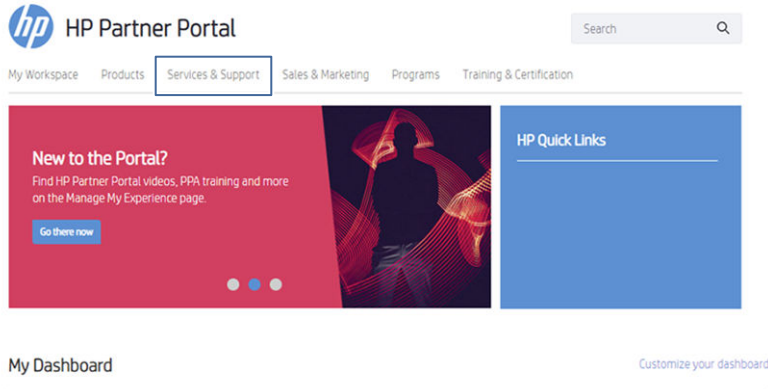 hp HP Partner Portal
Search
My Workspace Products Services & Support Sales & Marketing Programs Training & Certification
New to the Portal?
Find HP Partner Portal videos, PPA training and more
on the Manage My Experience page.
Go there now
HP Quick Links
My Dashboard
Customize your dashboard